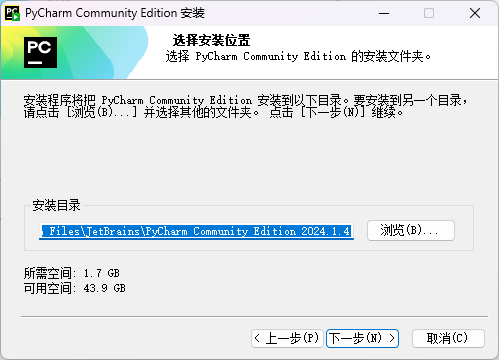 PyCharm Community Edition 安装
PC
选择安装位置
选择 PyCharm Community Edition 的安装文件夹。
安装程序将把 PyCharm Community Edition 安装到以下目录。要安装到另一个目录,
请点击 [浏览(B)...] 并选择其他的文件夹。 点击 [下一步(N)] 继续。
安装目录
Files\JetBrains\PyCharm Community Edition 2024.1.4
浏览(B)...
所需空间: 1.7 GB
可用空间: 43.9 GB
< 上一步(P)
下一步(N) >
取消(C)